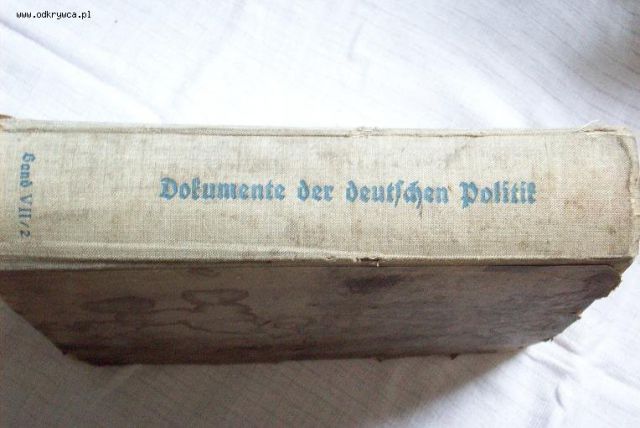 www.odkrywca.pl
Dokumente der deutschen Politik
Band VII/2